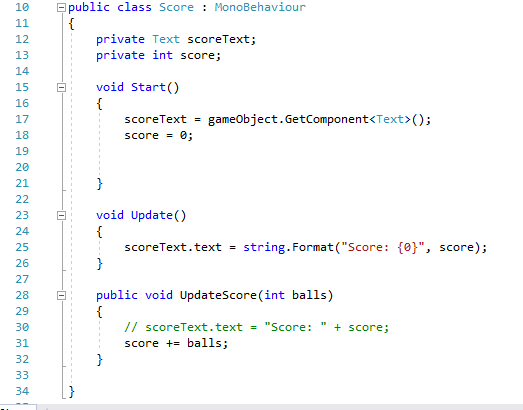 10 public class Score : MonoBehaviour
11 {
12 private Text scoreText;
13 private int score;
14
15 void Start()
16 {
17 scoreText = gameObject.GetComponent<Text>();
18 score = 0;
19
20
21 }
22
23 void Update()
24 {
25 scoreText.text = string.Format("Score: {0}", score);
26 }
27
28 public void UpdateScore(int balls)
29 {
30 // scoreText.text = "Score: " + score;
31 score += balls;
32 }
33
34 }